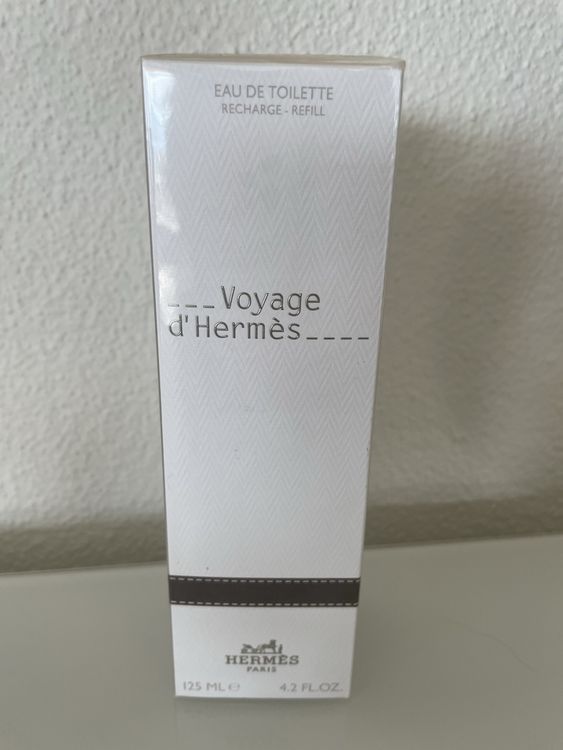 EAU DE TOILETTE
RECHARGE - REFILL
___Voyage
d'Hermès____
HERMÈS
PARIS
125 ML ℮ 4.2 FL.OZ.